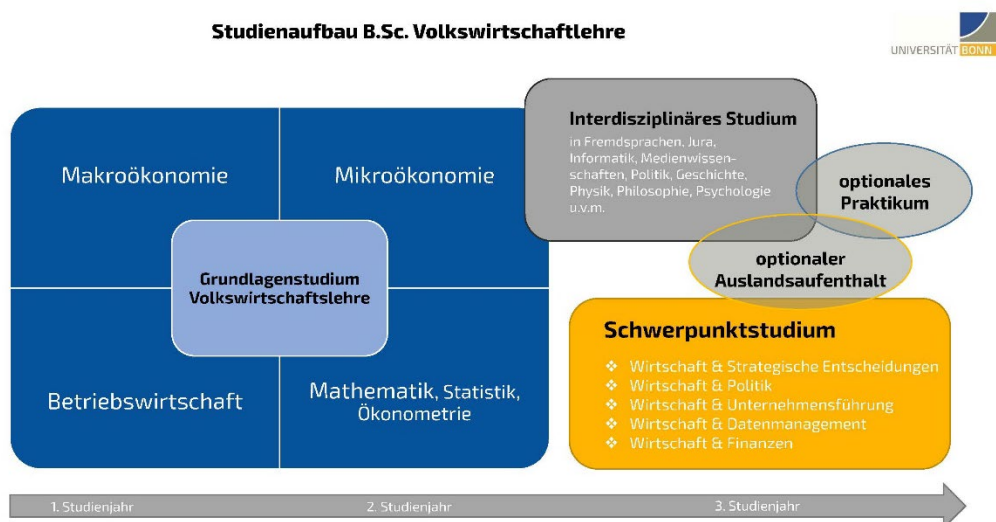 Studienaufbau B.Sc. Volkswirtschaftlehre
UNIVERSITÄT BONN
Makroökonomie
Mikroökonomie
Grundlagenstudium
Volkswirtschaftslehre
Betriebswirtschaft
Mathematik, Statistik,
Ökonometrie
Interdisziplinäres Studium
in Fremdsprachen, Jura,
Informatik, Medienwissen-
schaften, Politik, Geschichte,
Physik, Philosophie, Psychologie
u.v.m.
optionales
Praktikum
optionaler
Auslandsaufenthalt
Schwerpunktstudium
❖ Wirtschaft & Strategische Entscheidungen
❖ Wirtschaft & Politik
❖ Wirtschaft & Unternehmensführung
❖ Wirtschaft & Datenmanagement
❖ Wirtschaft & Finanzen
1. Studienjahr
2. Studienjahr
3. Studienjahr